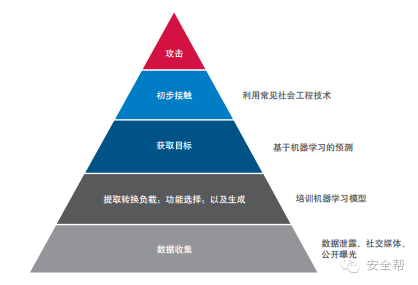 攻击
初步接触
利用常见社会工程技术
获取目标
基于机器学习的预测
提取转换负载；功能选择；以及生成
培训机器学习模型
数据收集
数据泄露、社交媒体、
公开曝光
安全帮